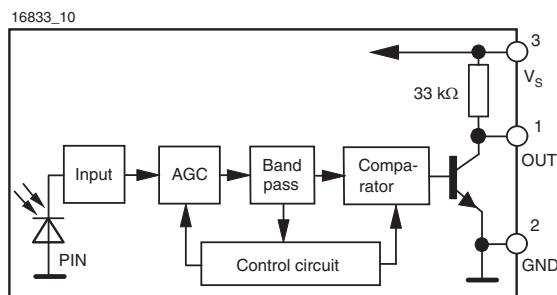 16833_10
3
VS
33 kΩ
1
OUT
Input
AGC
Band
pass
Compa-
rator
2
GND
PIN
Control circuit